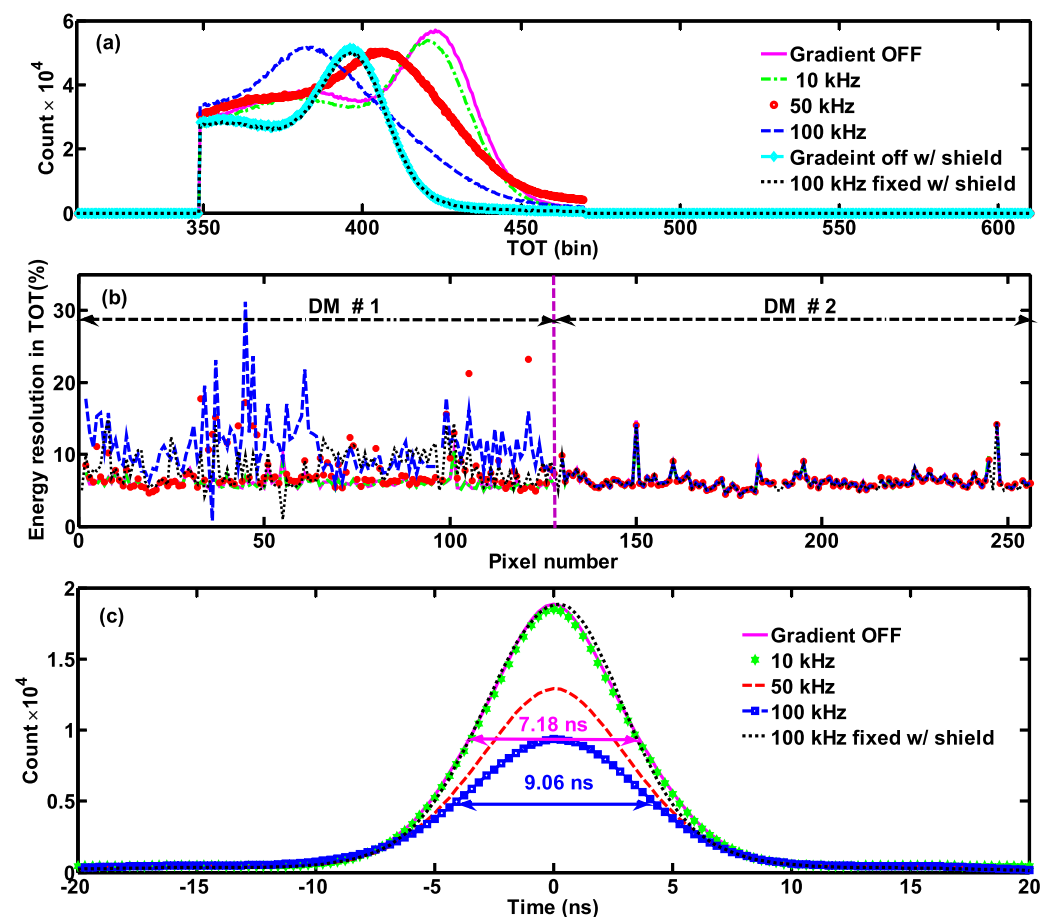 (a)
Count × 10⁴
6
4
2
0
350
400
450
500
550
600
TOT (bin)
Gradient OFF
10 kHz
50 kHz
100 kHz
Gradeint off w/ shield
100 kHz fixed w/ shield
(b)
Energy resolution in TOT(%)
30
20
10
0
DM # 1
DM # 2
0
50
100
150
200
250
Pixel number
(c)
Count ×10⁴
2
1.5
1
0.5
0
7.18 ns
9.06 ns
Gradient OFF
10 kHz
50 kHz
100 kHz
100 kHz fixed w/ shield
-20
-15
-10
-5
0
5
10
15
20
Time (ns)